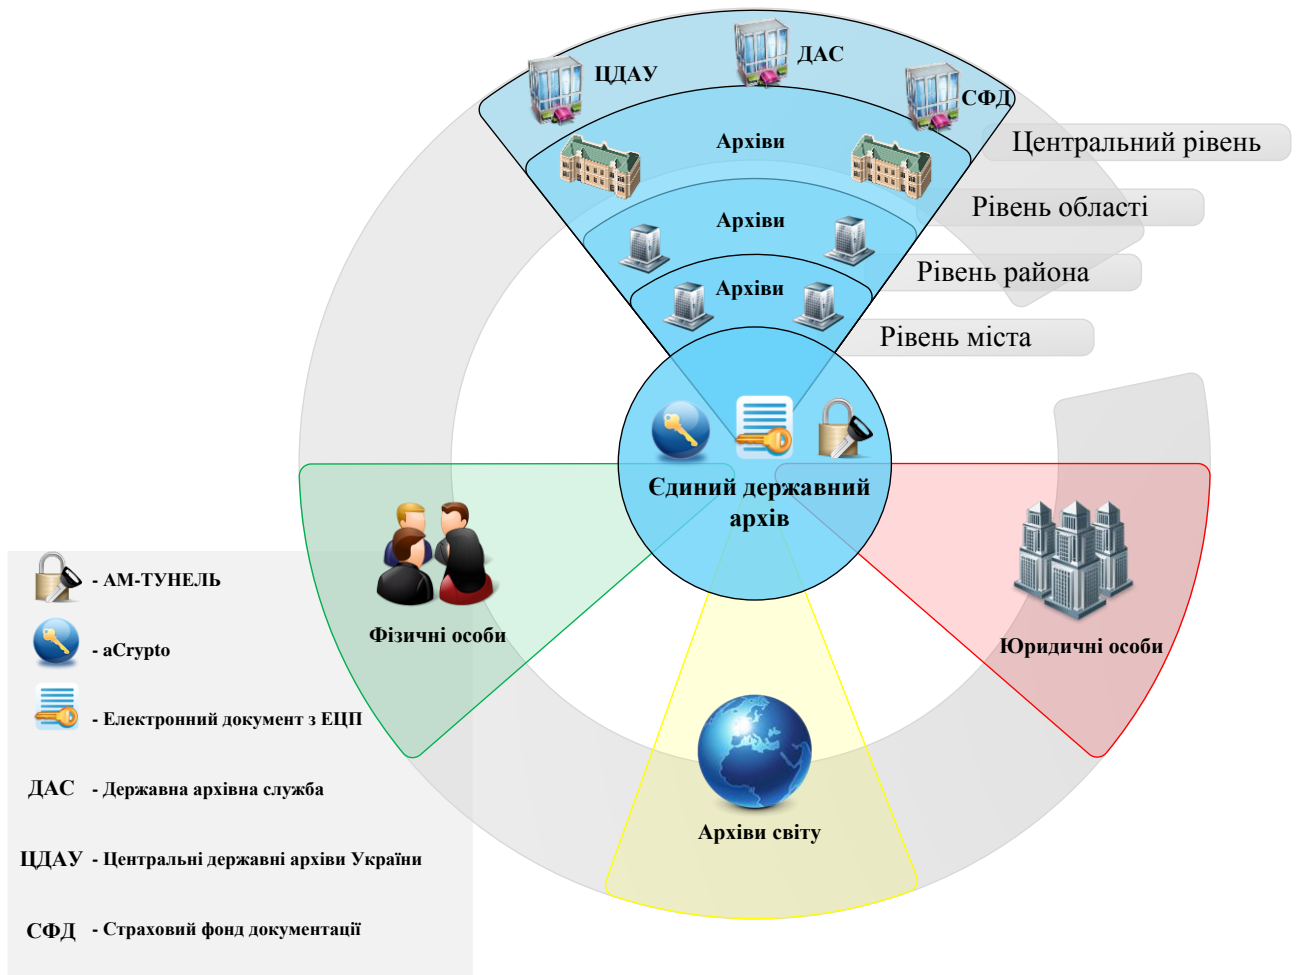 ЦДАУ
ДАС
СФД
Архіви
Центральний рівень
Архіви
Рівень області
Архіви
Рівень района
Рівень міста
Єдиний державний
архів
Фізичні особи
Юридичні особи
Архіви світу
- АМ-ТУНЕЛЬ
- aCrypto
- Електронний документ з ЕЦП
ДАС - Державна архівна служба
ЦДАУ - Центральні державні архіви України
СФД - Страховий фонд документації